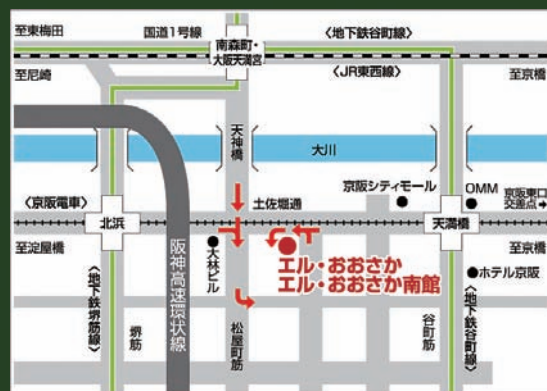 至東梅田
国道1号線
南森町・
大阪天満宮
〈地下鉄谷町線〉
至尼崎
〈JR東西線〉
至京橋
天神橋
大川
京阪シティモール
OMM
京阪東口
交差点➡
〈京阪電車〉
土佐堀通
北浜
天満橋
至淀屋橋
至京橋
大林ビル
エル・おおさか
エル・おおさか南館
ホテル京阪
阪神高速環状線
〈地下鉄堺筋線〉
堺筋
松屋町筋
谷町筋
〈地下鉄谷町線〉